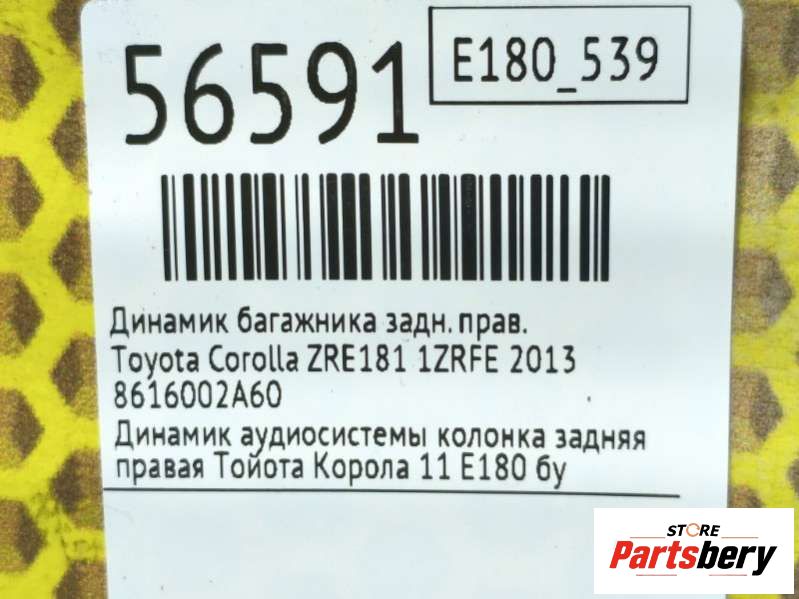 56591
E180_539
Динамик багажника задн. прав.
Toyota Corolla ZRE181 1ZRFE 2013
8616002A60
Динамик аудиосистемы колонка задняя
правая Тойота Корола 11 Е180 бу
STORE
Partsbery